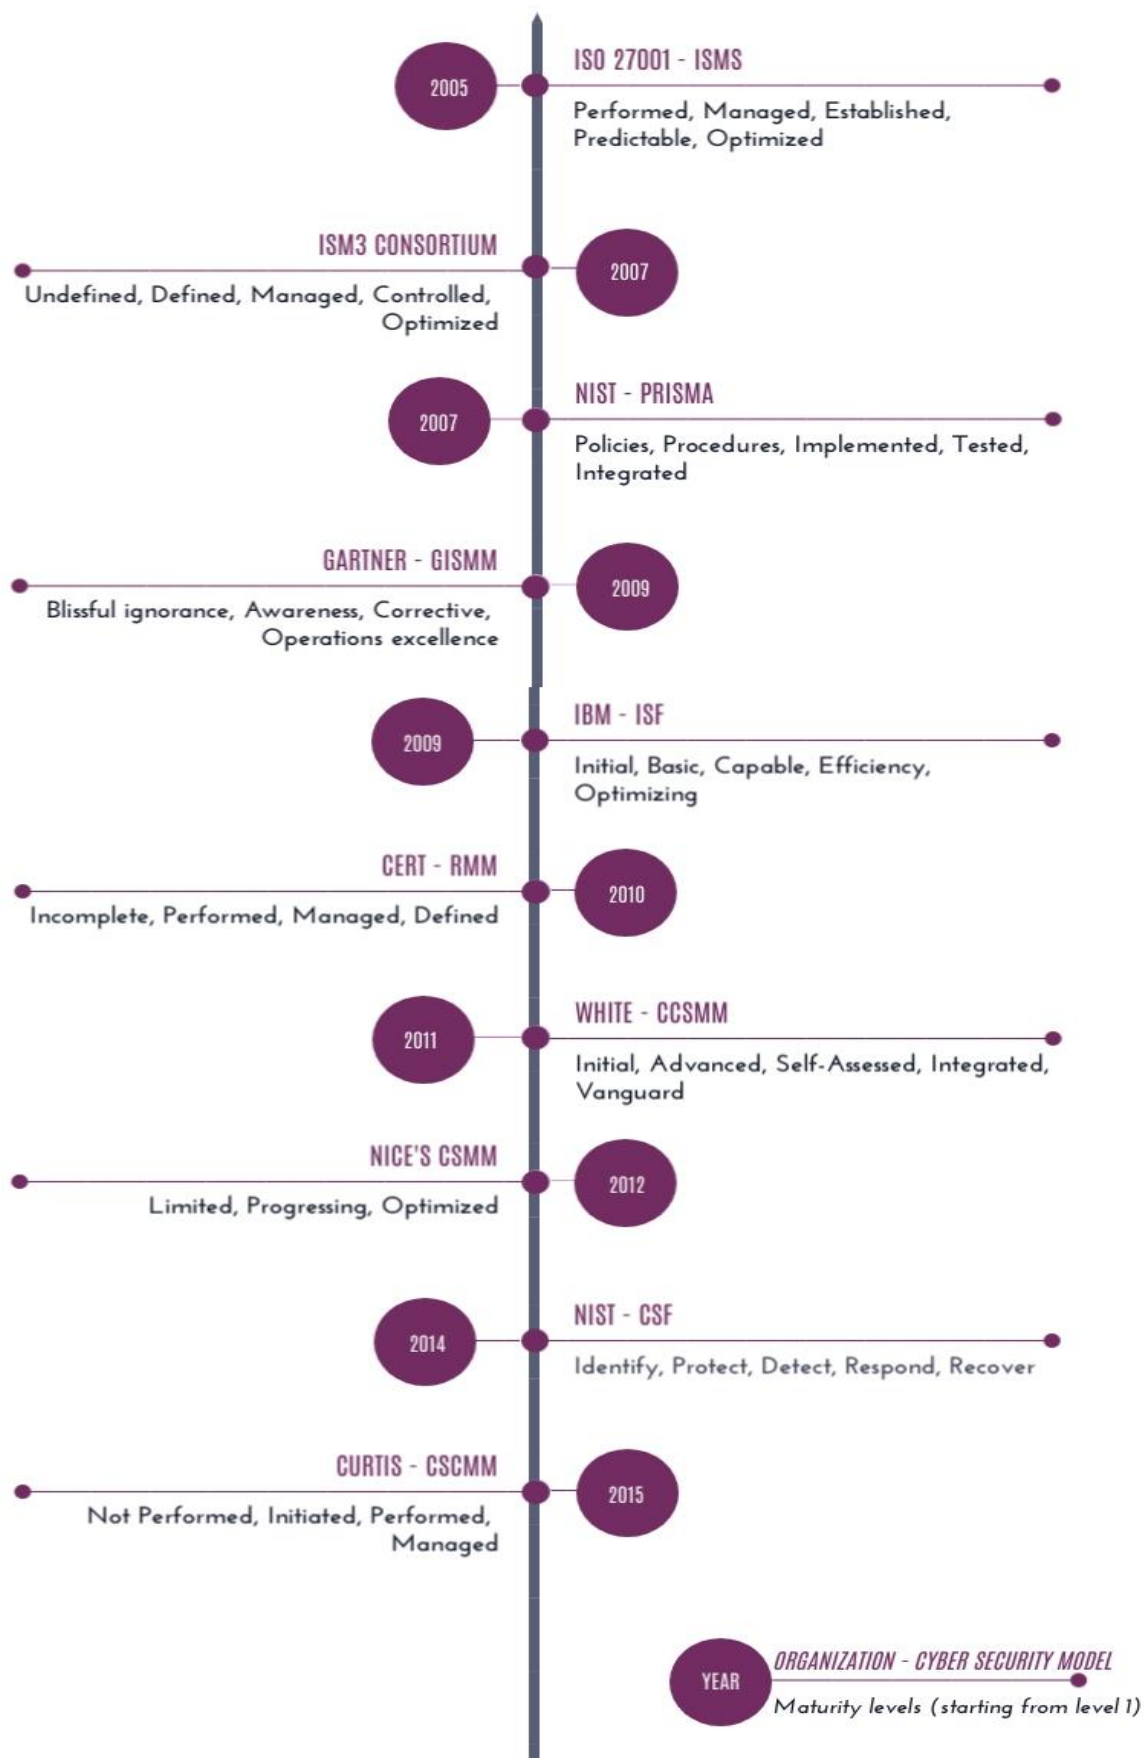 2005
ISO 27001 - ISMS
Performed, Managed, Established,
Predictable, Optimized
ISM3 CONSORTIUM
2007
Undefined, Defined, Managed, Controlled,
Optimized
2007
NIST - PRISMA
Policies, Procedures, Implemented, Tested,
Integrated
GARTNER - GISMM
2009
Blissful ignorance, Awareness, Corrective,
Operations excellence
2009
IBM - ISF
Initial, Basic, Capable, Efficiency,
Optimizing
CERT - RMM
2010
Incomplete, Performed, Managed, Defined
2011
WHITE - CCSMM
Initial, Advanced, Self-Assessed, Integrated,
Vanguard
NICE'S CSMM
2012
Limited, Progressing, Optimized
2014
NIST - CSF
Identify, Protect, Detect, Respond, Recover
CURTIS - CSCMM
2015
Not Performed, Initiated, Performed,
Managed
YEAR
ORGANIZATION - CYBER SECURITY MODEL
Maturity levels (starting from level 1)